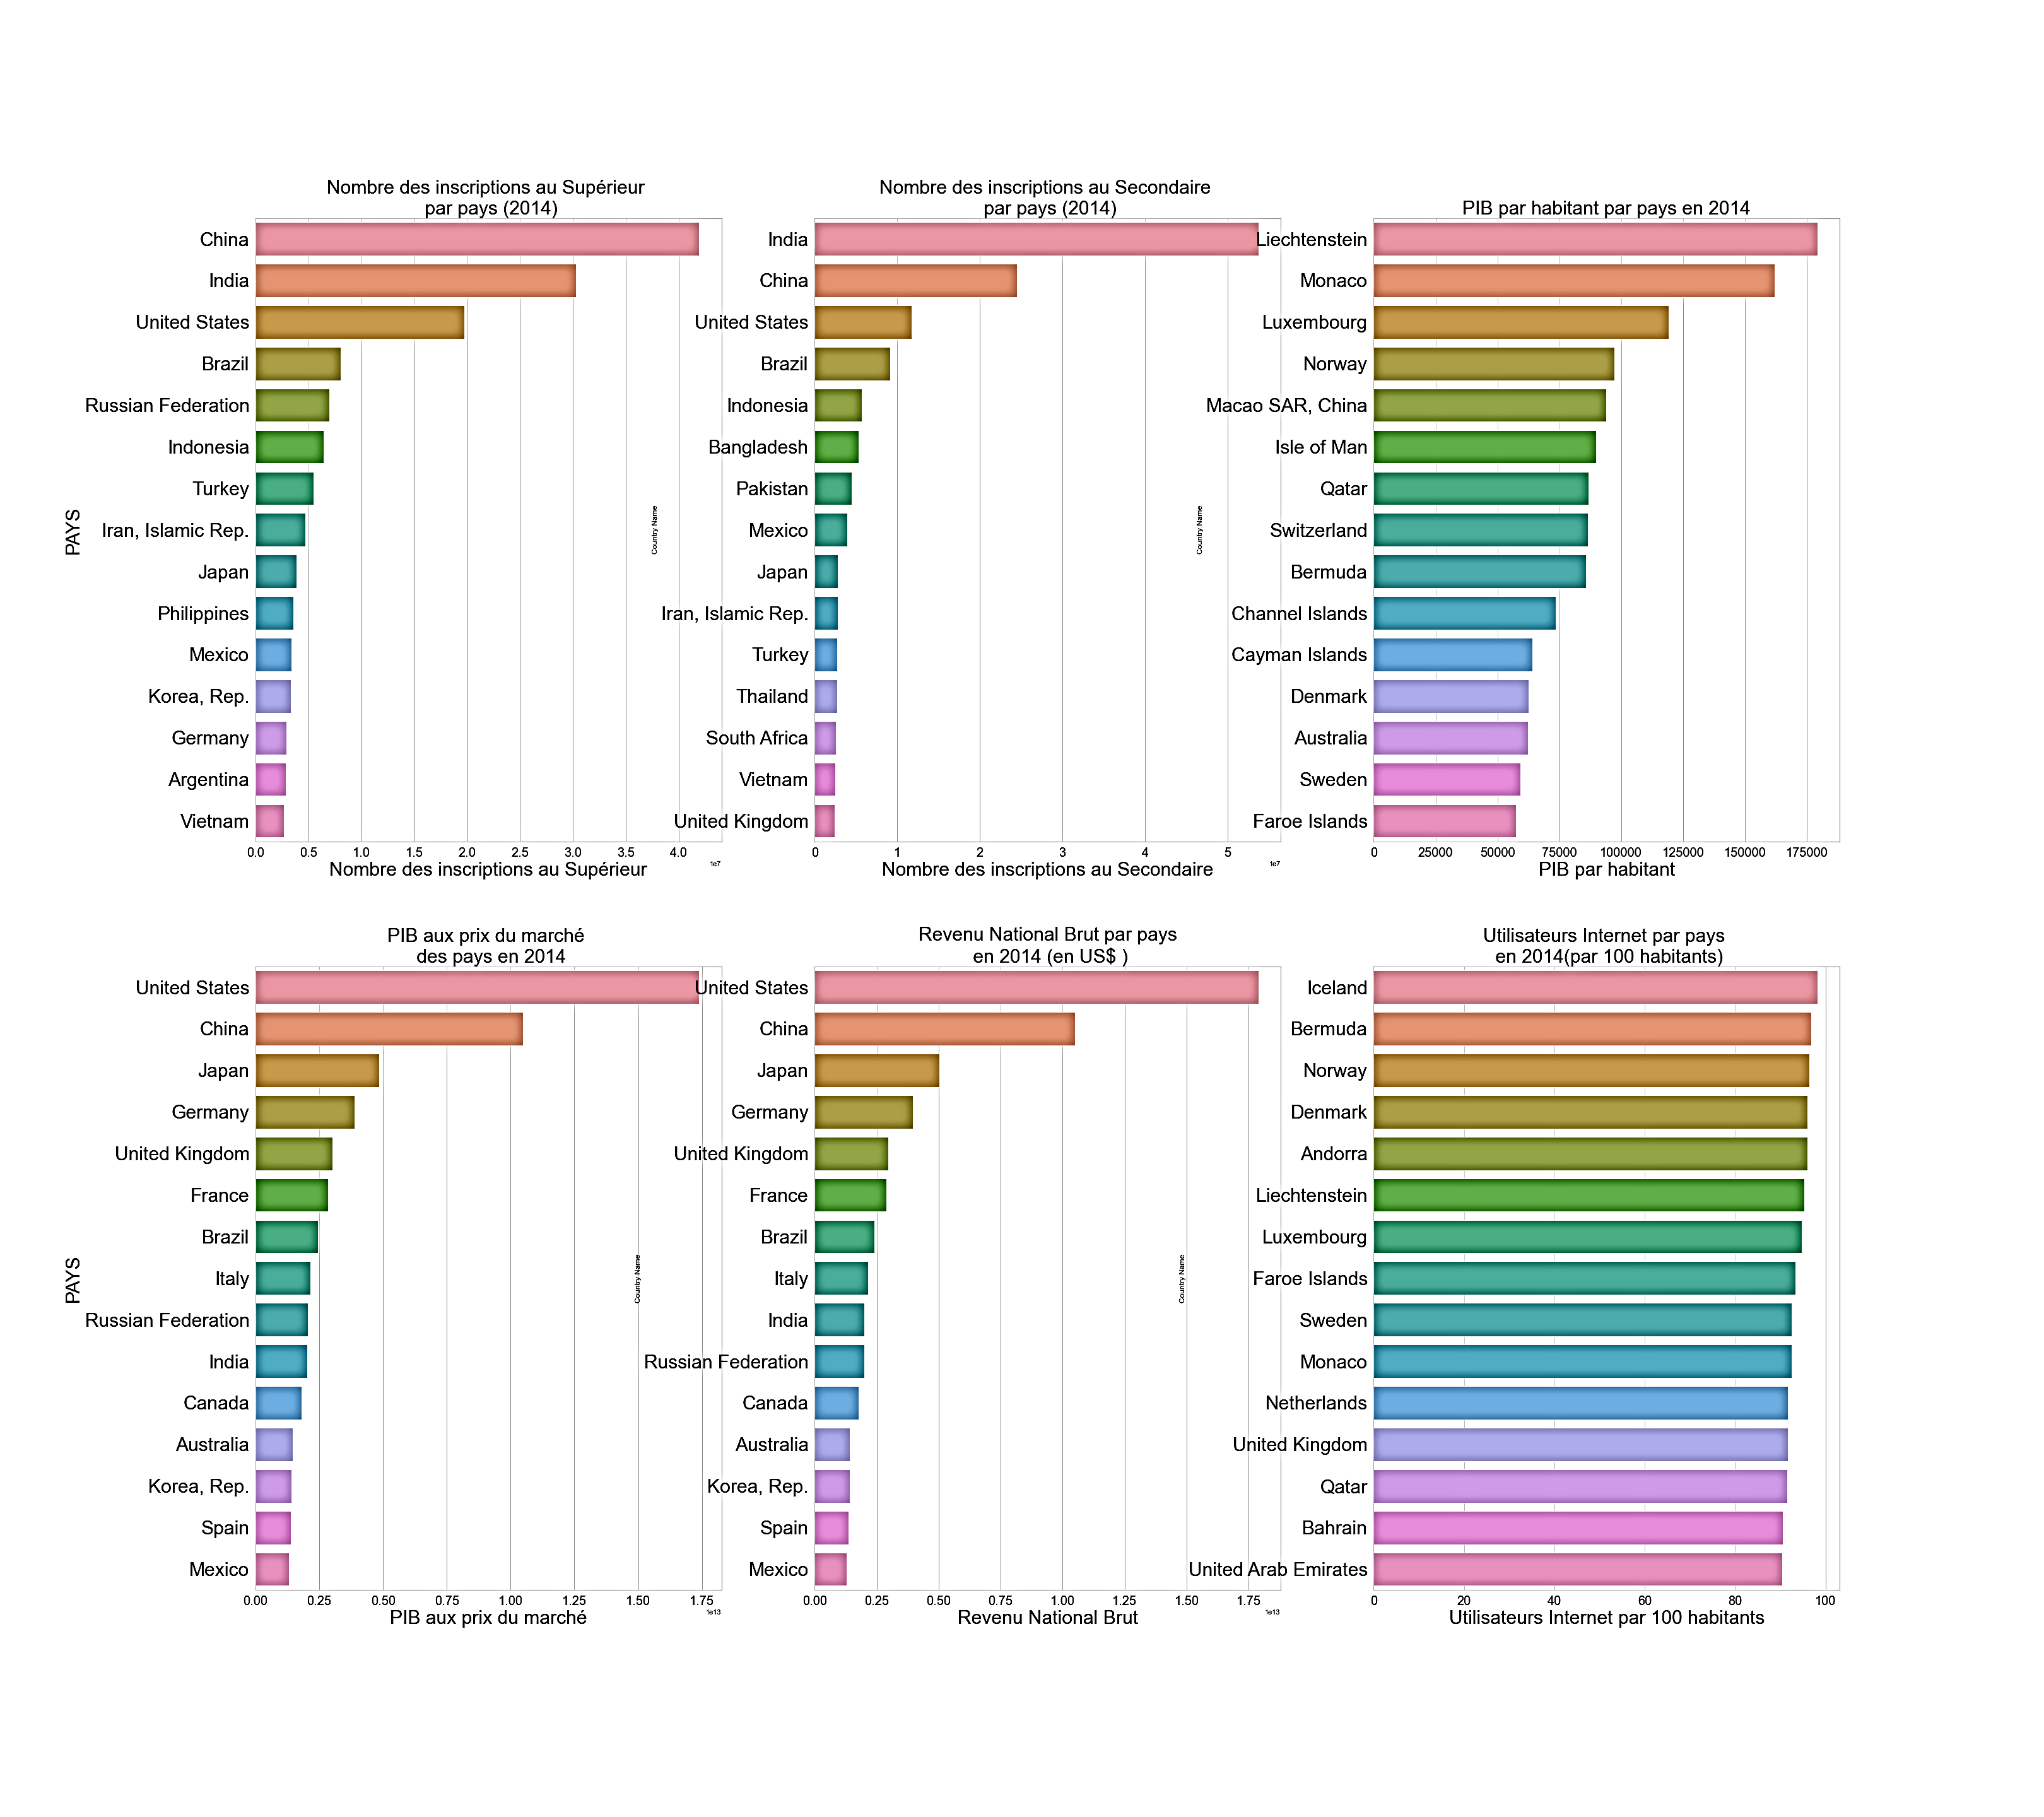 Nombre des inscriptions au Supérieur
par pays (2014)
PAYS
China
India
United States
Brazil
Russian Federation
Indonesia
Turkey
Iran, Islamic Rep.
Japan
Philippines
Mexico
Korea, Rep.
Germany
Argentina
Vietnam
0.0 0.5 1.0 1.5 2.0 2.5 3.0 3.5 4.0
1e7
Nombre des inscriptions au Supérieur
Nombre des inscriptions au Secondaire
par pays (2014)
Country Name
India
China
United States
Brazil
Indonesia
Bangladesh
Pakistan
Mexico
Japan
Iran, Islamic Rep.
Turkey
Thailand
South Africa
Vietnam
United Kingdom
0 1 2 3 4 5
1e7
Nombre des inscriptions au Secondaire
PIB par habitant par pays en 2014
Country Name
Liechtenstein
Monaco
Luxembourg
Norway
Macao SAR, China
Isle of Man
Qatar
Switzerland
Bermuda
Channel Islands
Cayman Islands
Denmark
Australia
Sweden
Faroe Islands
0 25000 50000 75000 100000 125000 150000 175000
PIB par habitant
PIB aux prix du marché
des pays en 2014
PAYS
United States
China
Japan
Germany
United Kingdom
France
Brazil
Italy
Russian Federation
India
Canada
Australia
Korea, Rep.
Spain
Mexico
0.00 0.25 0.50 0.75 1.00 1.25 1.50 1.75
1e13
PIB aux prix du marché
Revenu National Brut par pays
en 2014 (en US$ )
Country Name
United States
China
Japan
Germany
United Kingdom
France
Brazil
Italy
India
Russian Federation
Canada
Australia
Korea, Rep.
Spain
Mexico
0.00 0.25 0.50 0.75 1.00 1.25 1.50 1.75
1e13
Revenu National Brut
Utilisateurs Internet par pays
en 2014(par 100 habitants)
Country Name
Iceland
Bermuda
Norway
Denmark
Andorra
Liechtenstein
Luxembourg
Faroe Islands
Sweden
Monaco
Netherlands
United Kingdom
Qatar
Bahrain
United Arab Emirates
0 20 40 60 80 100
Utilisateurs Internet par 100 habitants